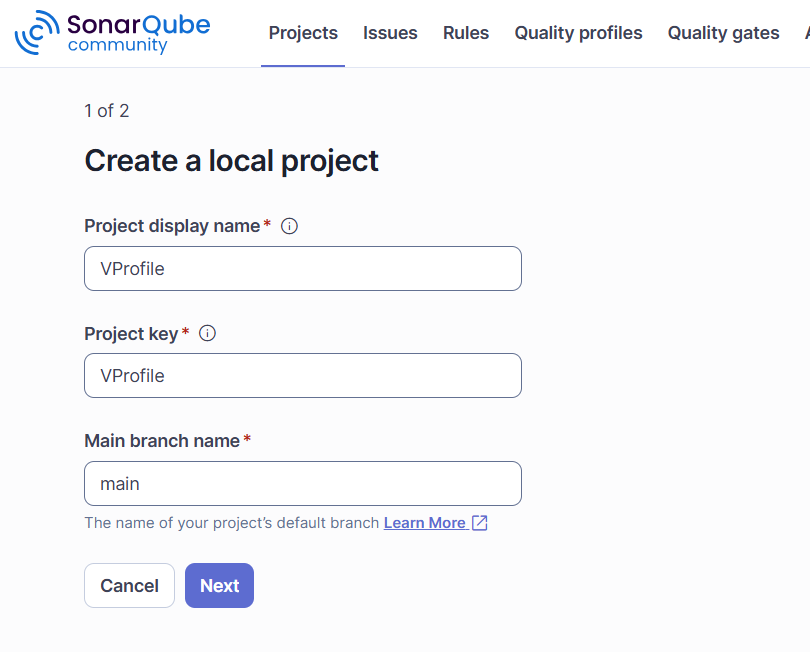 SonarQube
community
Projects Issues Rules Quality profiles Quality gates
1 of 2
Create a local project
Project display name*
VProfile
Project key*
VProfile
Main branch name*
main
The name of your project's default branch Learn More
Cancel Next